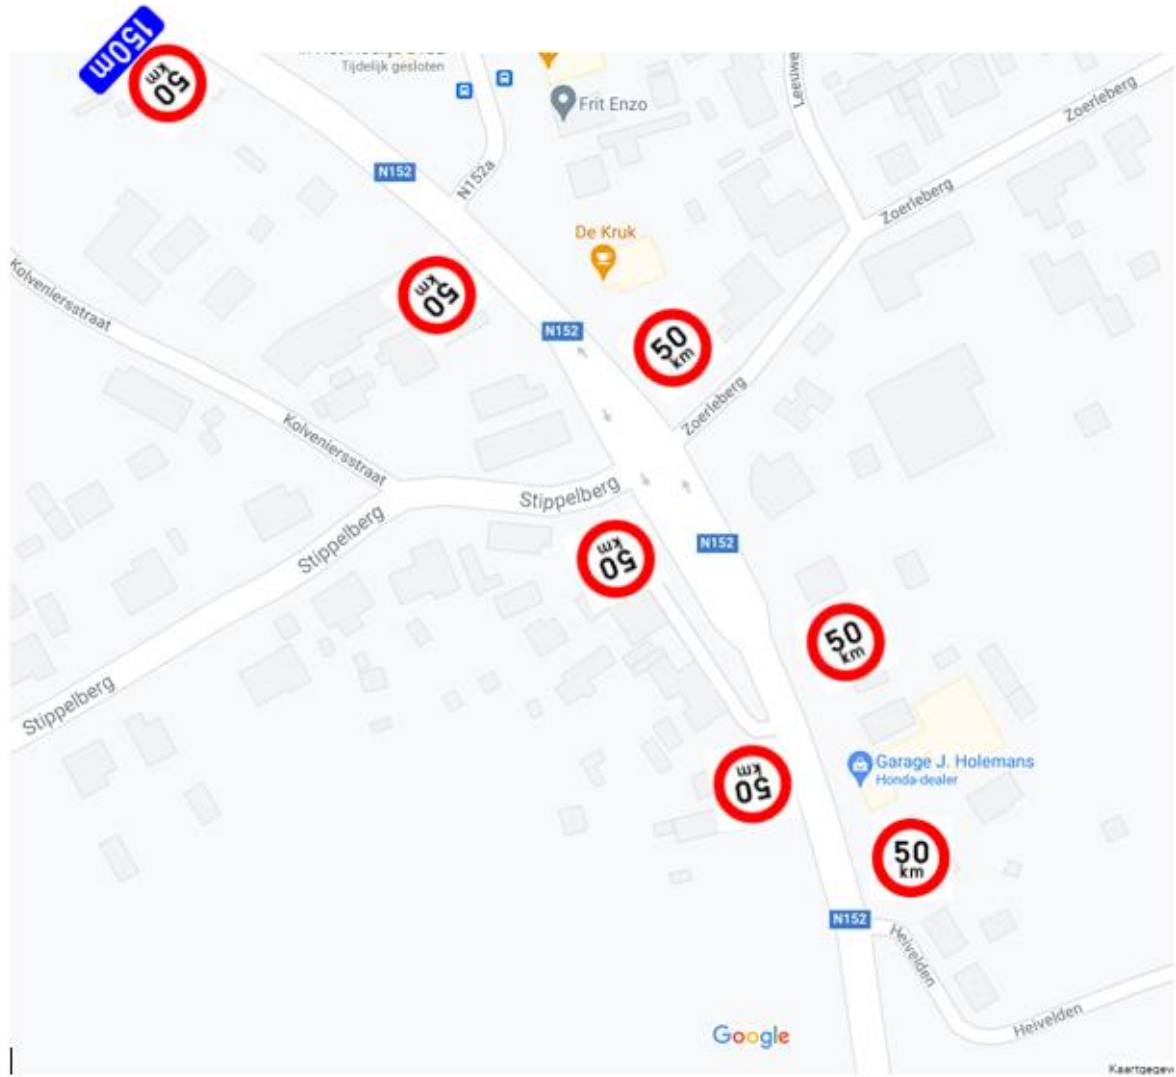 150m
50
km
Tijdelijk gesloten
Frit Enzo
Zoerleberg
N152
N152a
Zoerleberg
De Kruk
Kolveniersstraat
50
km
N152
50
km
Zoerleberg
Kolveniersstraat
Stippelberg
Stippelberg
50
km
N152
50
km
Stippelberg
50
km
Garage J. Holemans
Honda-dealer
50
km
N152
Heivelden
Heivelden
Google